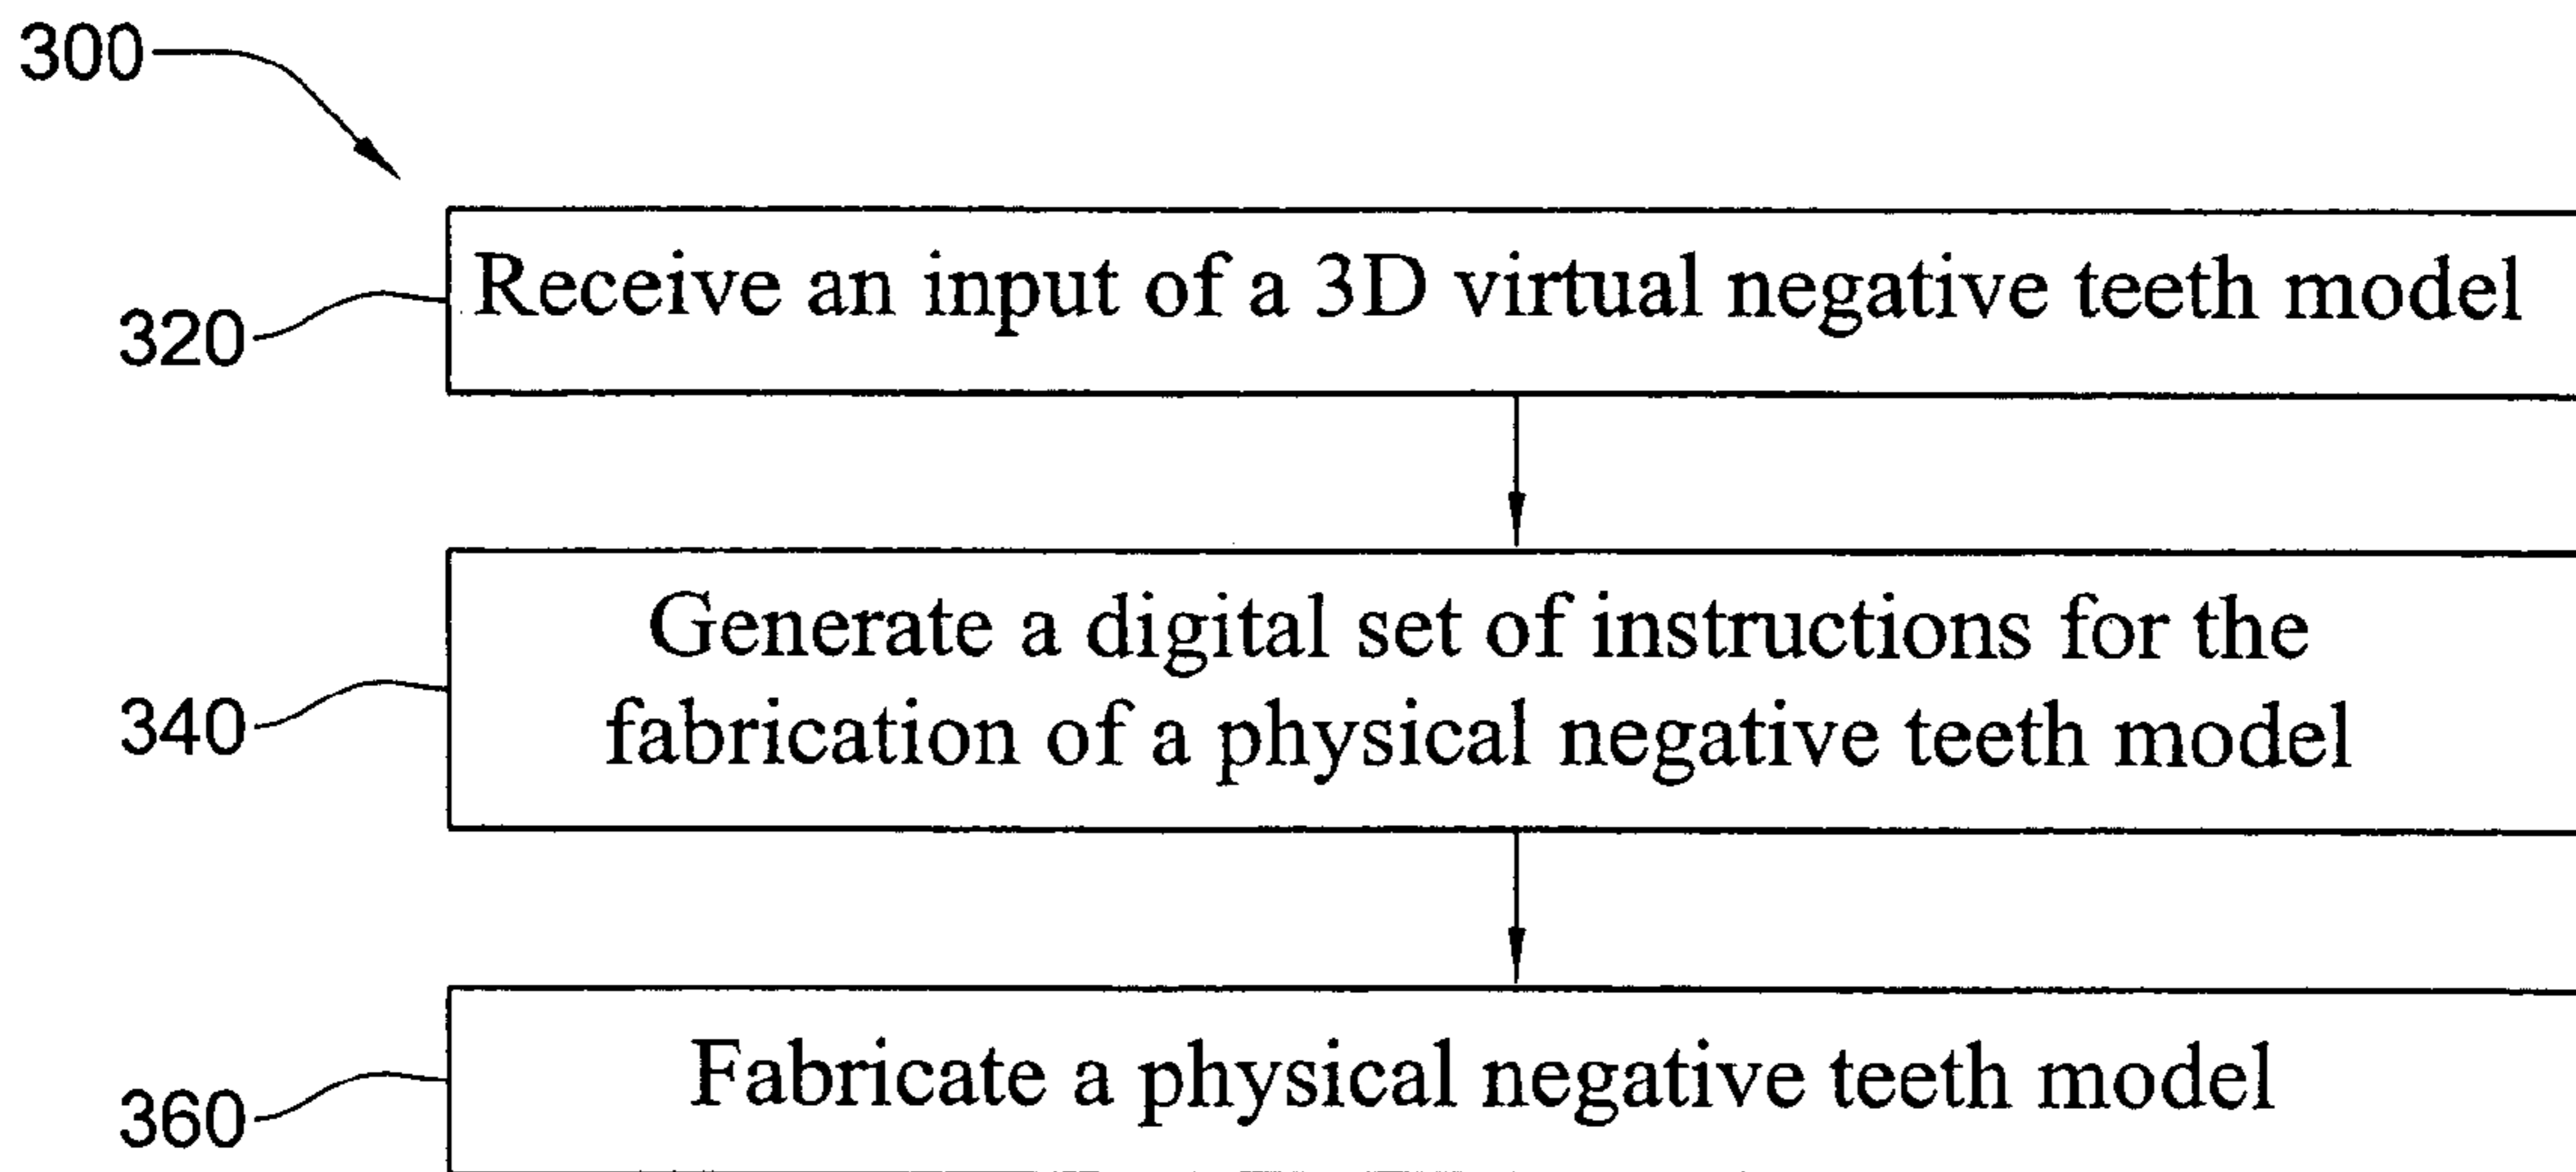 300
320
Receive an input of a 3D virtual negative teeth model
340
Generate a digital set of instructions for the
fabrication of a physical negative teeth model
360
Fabricate a physical negative teeth model